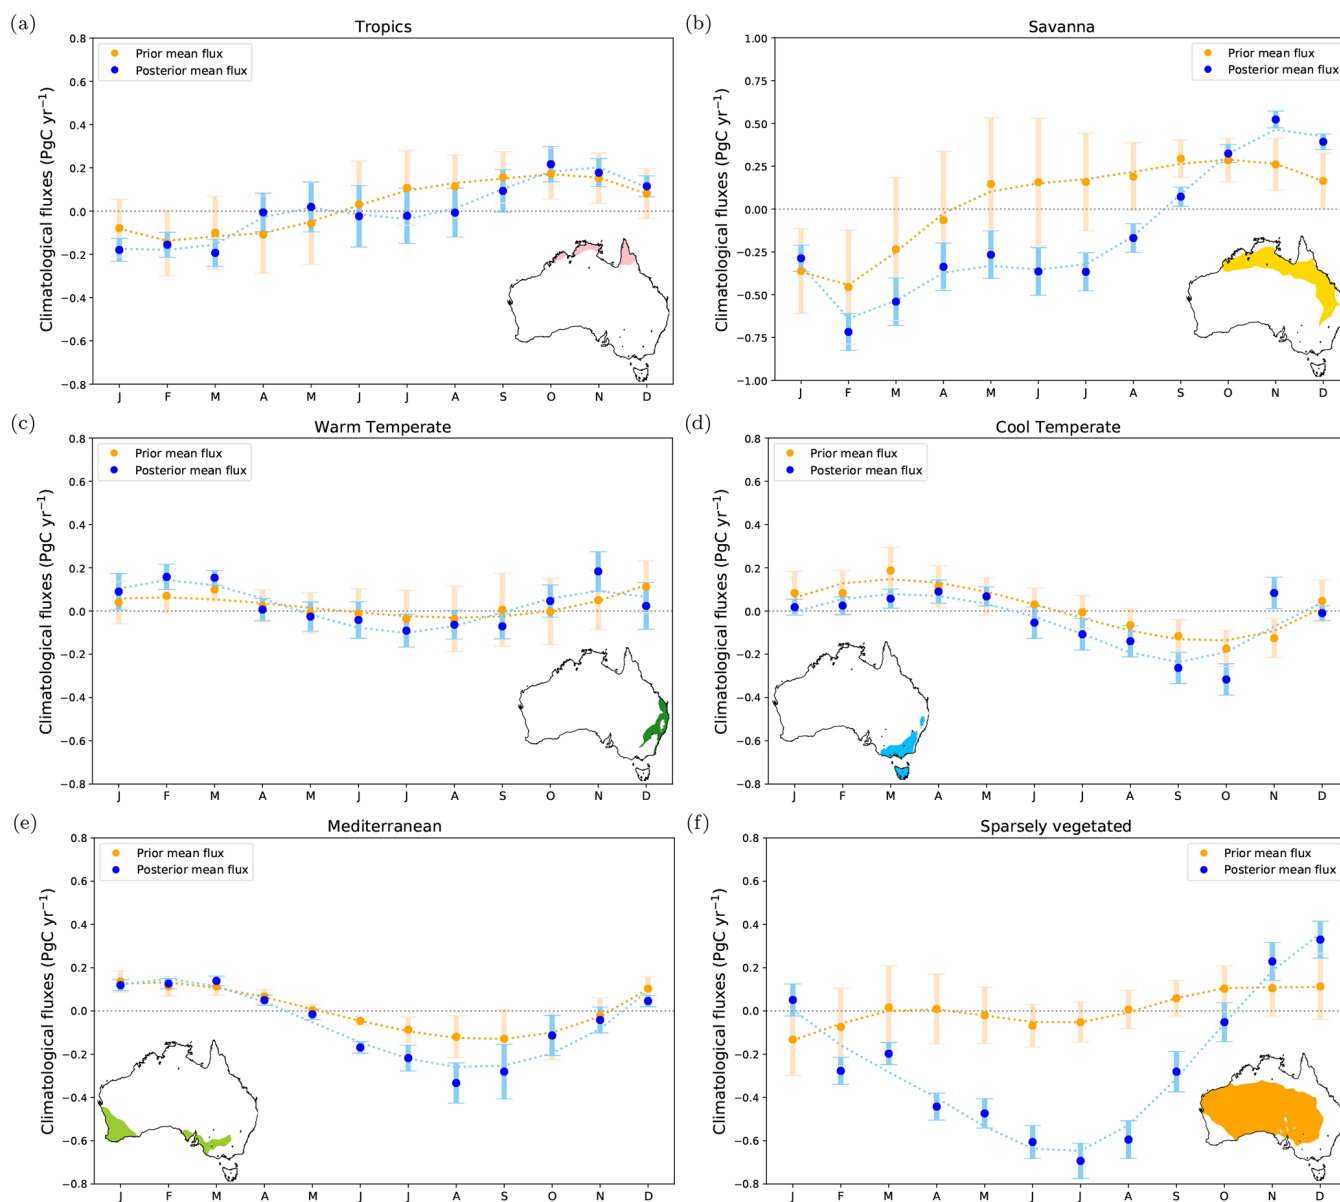 (a)
Tropics
Prior mean flux
Posterior mean flux
Climatological fluxes (PgC yr⁻¹)
0.8
0.6
0.4
0.2
0.0
−0.2
−0.4
−0.6
−0.8
J F M A M J J A S O N D
(b)
Savanna
Prior mean flux
Posterior mean flux
Climatological fluxes (PgC yr⁻¹)
1.00
0.75
0.50
0.25
0.00
−0.25
−0.50
−0.75
−1.00
J F M A M J J A S O N D
(c)
Warm Temperate
Prior mean flux
Posterior mean flux
Climatological fluxes (PgC yr⁻¹)
0.8
0.6
0.4
0.2
0.0
−0.2
−0.4
−0.6
−0.8
J F M A M J J A S O N D
(d)
Cool Temperate
Prior mean flux
Posterior mean flux
Climatological fluxes (PgC yr⁻¹)
0.8
0.6
0.4
0.2
0.0
−0.2
−0.4
−0.6
−0.8
J F M A M J J A S O N D
(e)
Mediterranean
Prior mean flux
Posterior mean flux
Climatological fluxes (PgC yr⁻¹)
0.8
0.6
0.4
0.2
0.0
−0.2
−0.4
−0.6
−0.8
J F M A M J J A S O N D
(f)
Sparsely vegetated
Prior mean flux
Posterior mean flux
Climatological fluxes (PgC yr⁻¹)
0.8
0.6
0.4
0.2
0.0
−0.2
−0.4
−0.6
−0.8
J F M A M J J A S O N D